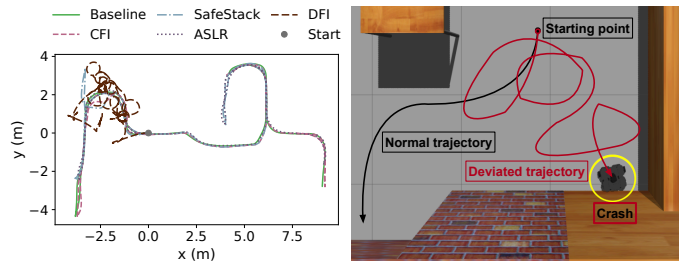 Baseline
SafeStack
DFI
CFI
ASLR
Start
4
2
0
−2
−4
y (m)
−2.5
0.0
2.5
5.0
7.5
x (m)
Starting point
Normal trajectory
Deviated trajectory
Crash